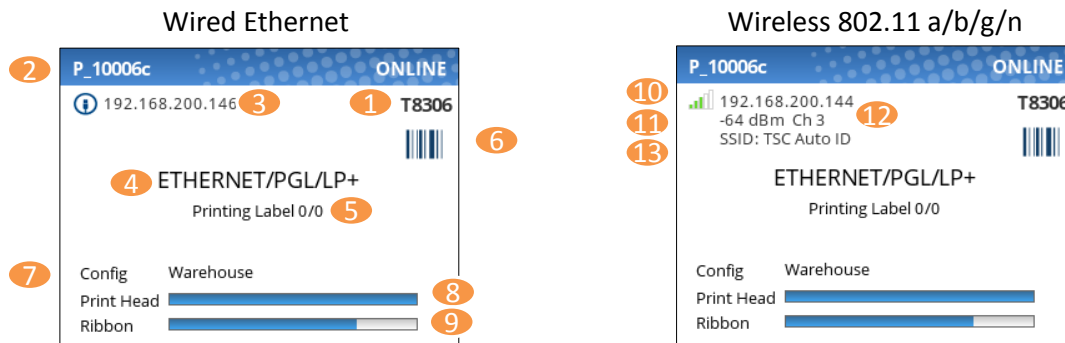 Wired Ethernet
2 P_10006c ONLINE
192.168.200.146 3 1 T8306
6
4 ETHERNET/PGL/LP+
Printing Label 0/0 5
7 Config Warehouse
Print Head 8
Ribbon 9
Wireless 802.11 a/b/g/n
P_10006c ONLINE
10 192.168.200.144 T8306
11 -64 dBm Ch 3 12
13 SSID: TSC Auto ID
ETHERNET/PGL/LP+
Printing Label 0/0
Config Warehouse
Print Head
Ribbon